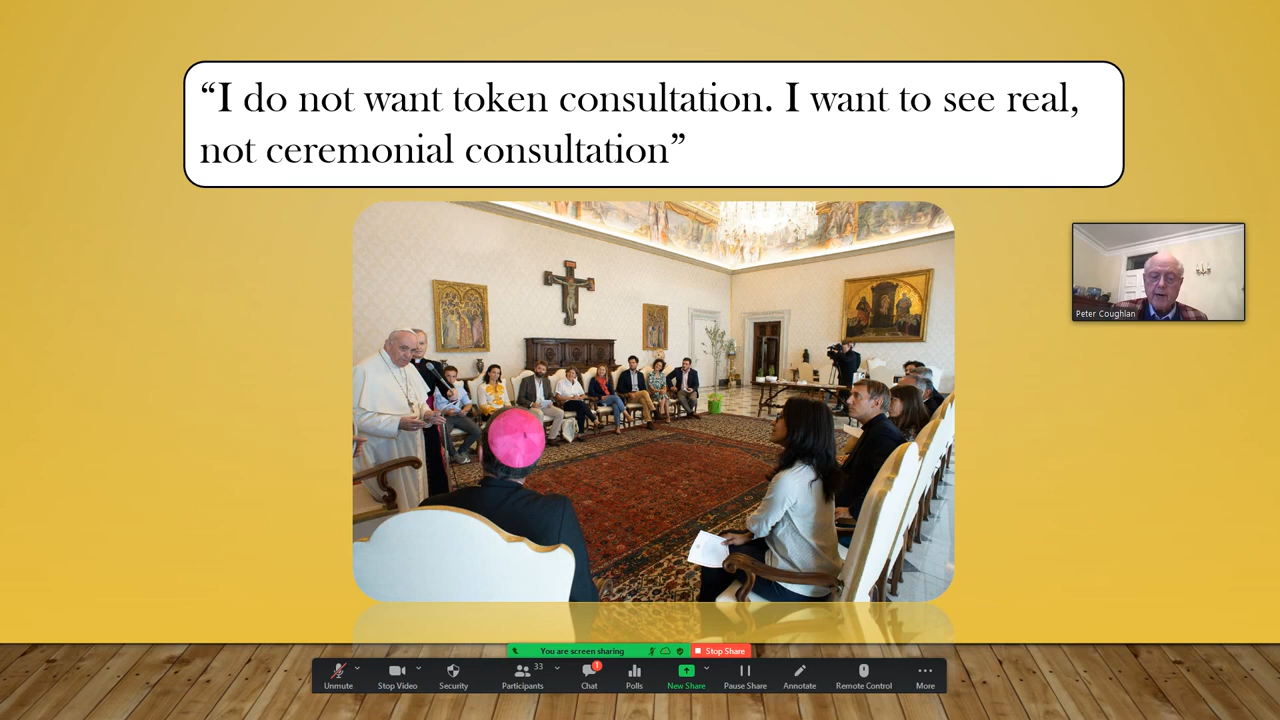 “I do not want token consultation. I want to see real,
not ceremonial consultation”
Peter Coughlan
You are screen sharing
Stop Share
33
1
Unmute
Stop Video
Security
Participants
Chat
Polls
New Share
Pause Share
Annotate
Remote Control
More